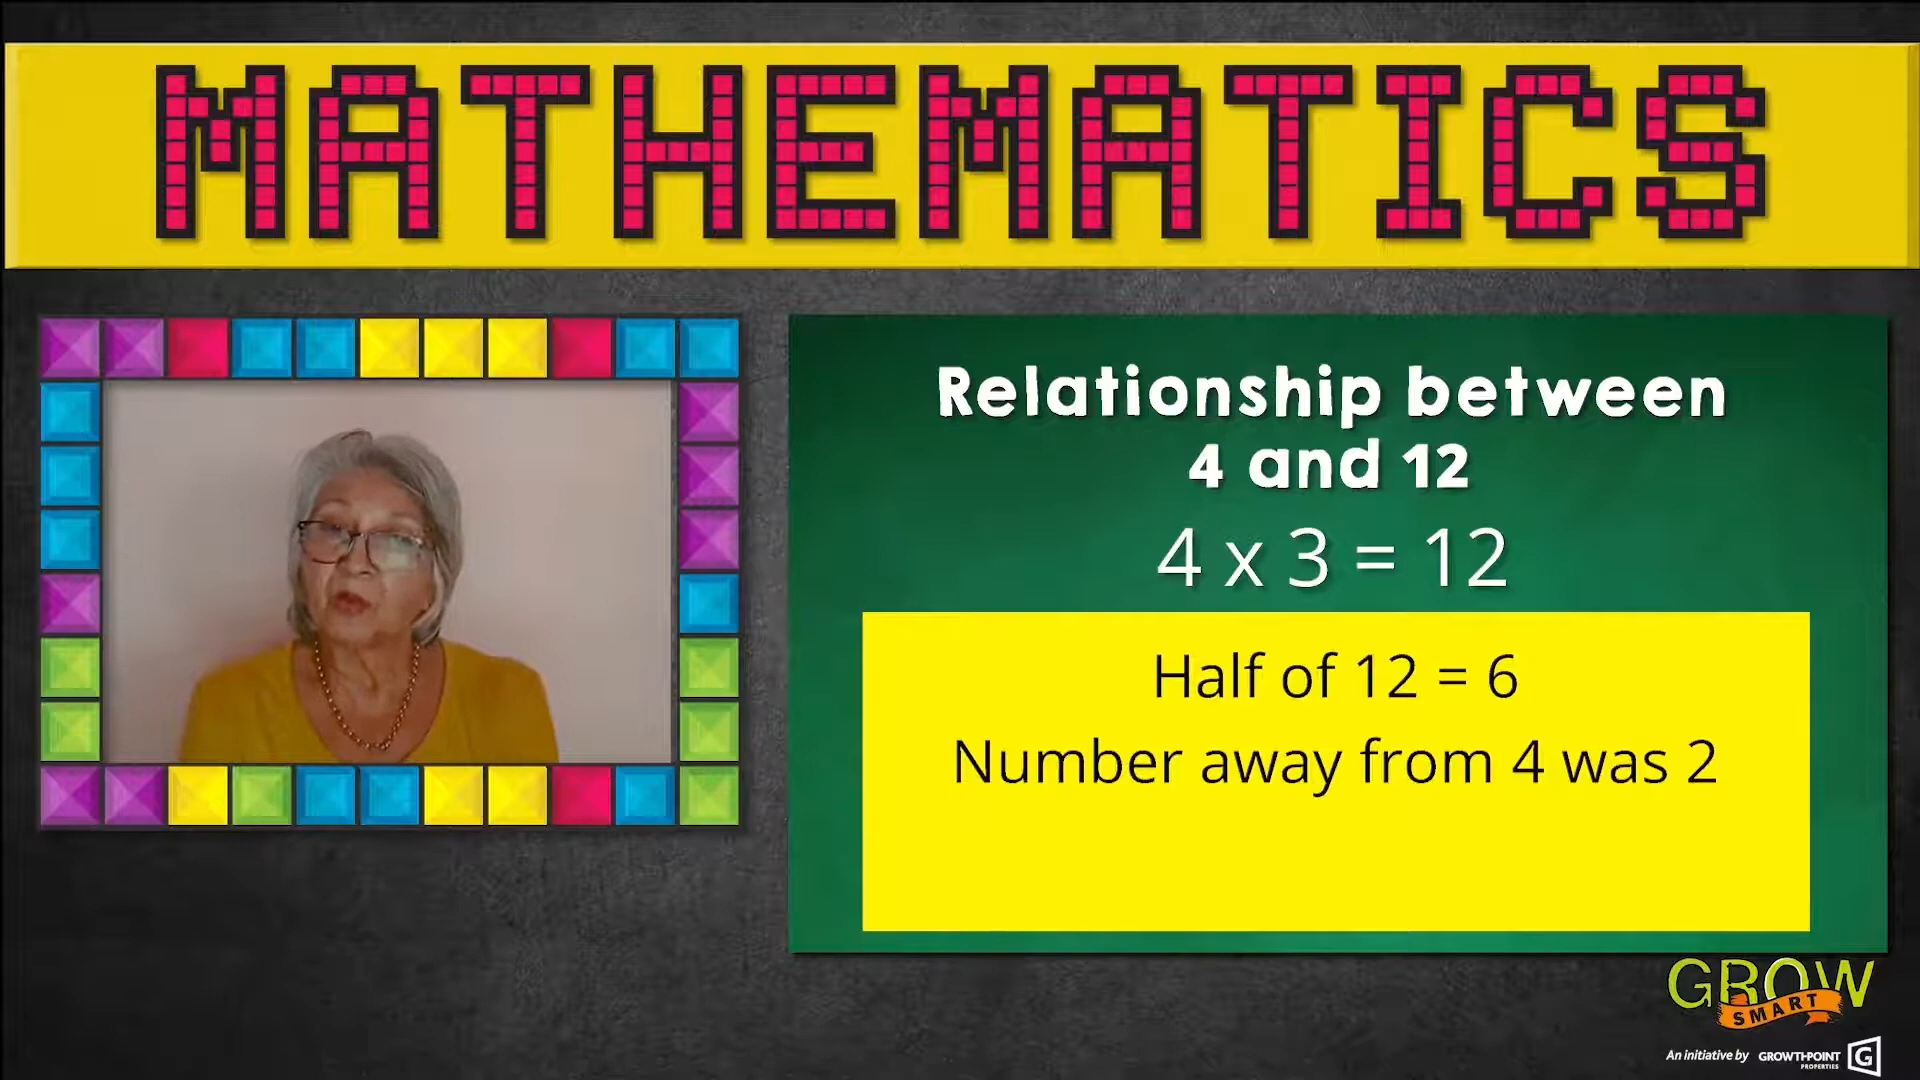 MATHEMATICS
Relationship between
4 and 12
4 x 3 = 12
Half of 12 = 6
Number away from 4 was 2
GROW
SMART
An initiative by GROWTHPOINT
PROPERTIES
G